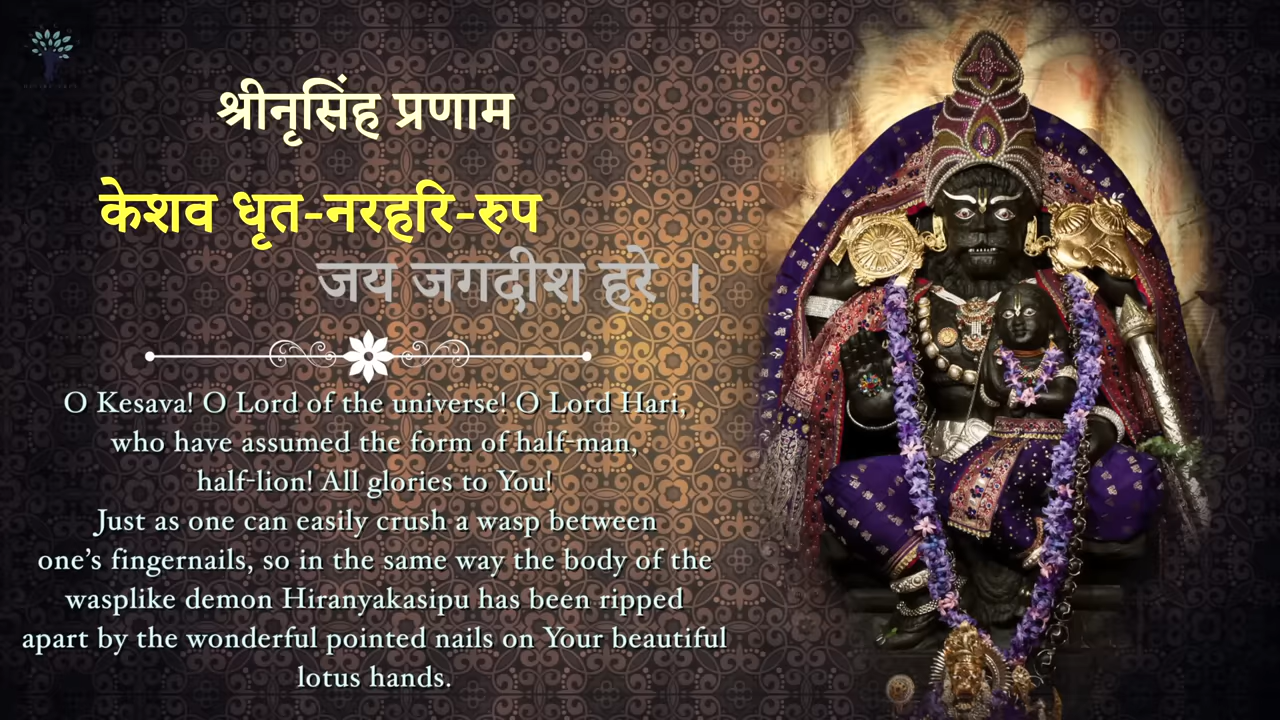 श्रीनृसिंह प्रणाम
केशव धृत-नरहरि-रुप
जय जगदीश हरे ।
O Kesava! O Lord of the universe! O Lord Hari,
who have assumed the form of half-man,
half-lion! All glories to You!
Just as one can easily crush a wasp between
one's fingernails, so in the same way the body of the
wasplike demon Hiranyakasipu has been ripped
apart by the wonderful pointed nails on Your beautiful
lotus hands.